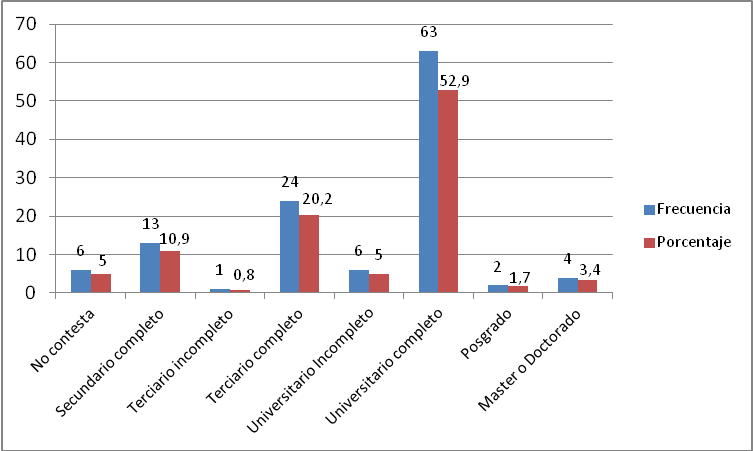 70
60
50
40
30
20
10
0
6
5
13
10,9
1
0,8
24
20,2
6
5
63
52,9
2
1,7
4
3,4
No contesta
Secundario completo
Terciario incompleto
Terciario completo
Universitario Incompleto
Universitario completo
Posgrado
Master o Doctorado
Frecuencia
Porcentaje